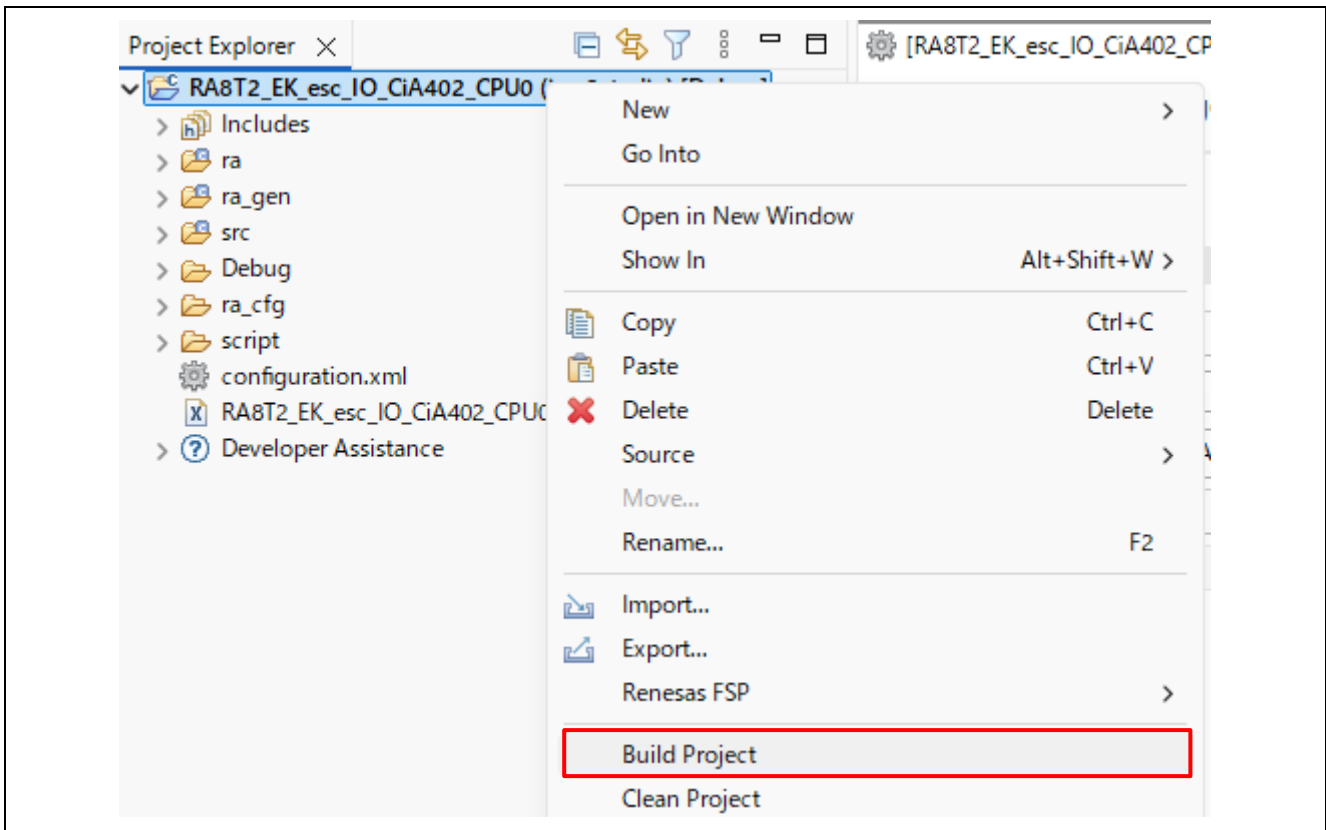 Project Explorer
[RA8T2_EK_esc_IO_CiA402_CP
RA8T2_EK_esc_IO_CiA402_CPU0
Includes
ra
ra_gen
src
Debug
ra_cfg
script
configuration.xml
RA8T2_EK_esc_IO_CiA402_CPU0
Developer Assistance
New
Go Into
Open in New Window
Show In Alt+Shift+W
Copy Ctrl+C
Paste Ctrl+V
Delete Delete
Source
Move...
Rename... F2
Import...
Export...
Renesas FSP
Build Project
Clean Project